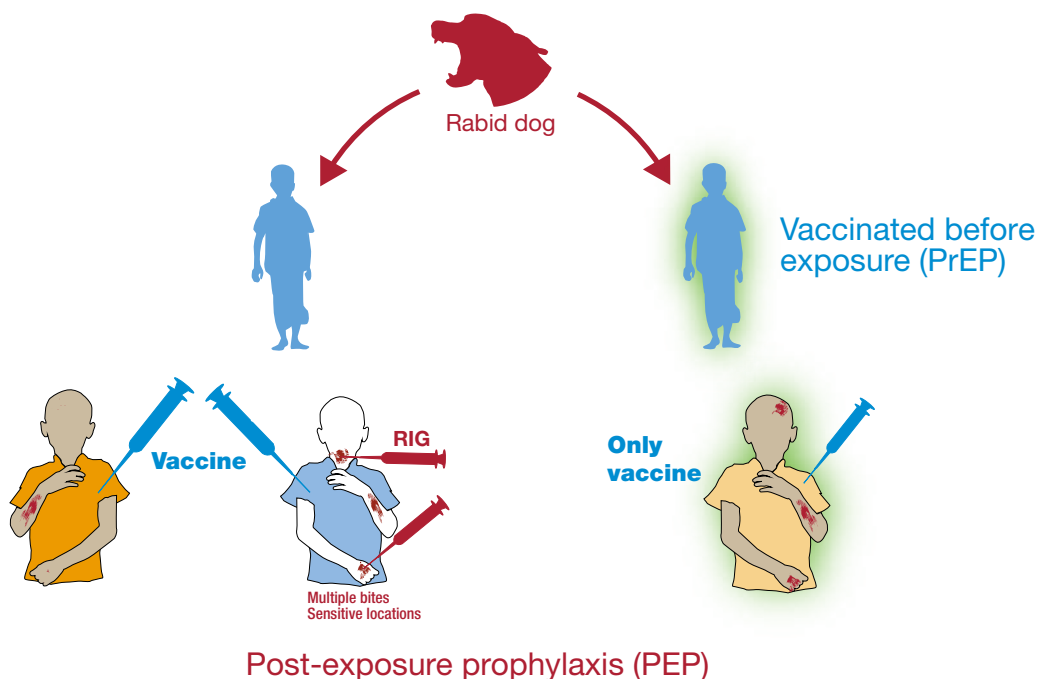 Rabid dog
Vaccinated before
exposure (PrEP)
Vaccine
RIG
Only
vaccine
Multiple bites
Sensitive locations
Post-exposure prophylaxis (PEP)